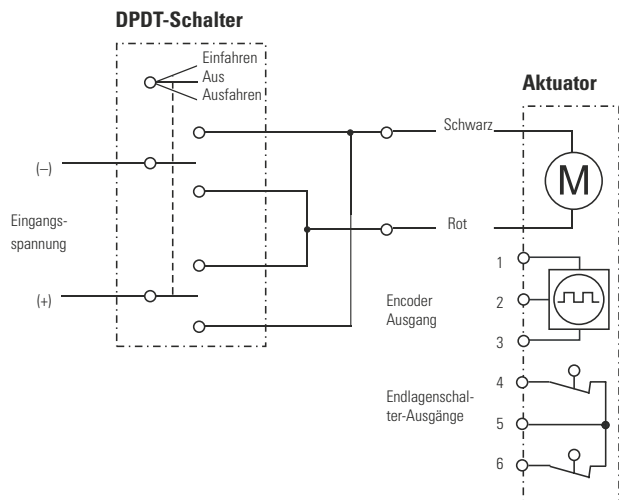 DPDT-Schalter
Einfahren
Aus
Ausfahren
Aktuator
Schwarz
M
(–)
Eingangs-
spannung
Rot
1
(+)
Encoder
Ausgang
2
3
4
Endlagenschal-
ter-Ausgänge
5
6